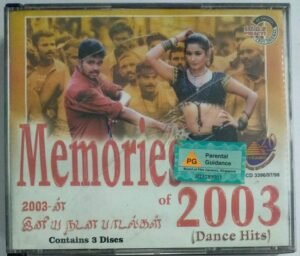 Memories
of 2003
2003-ன்
இனிய நடன பாடல்கள்
(Dance Hits)
Contains 3 Discs
PG
Parental
Guidance